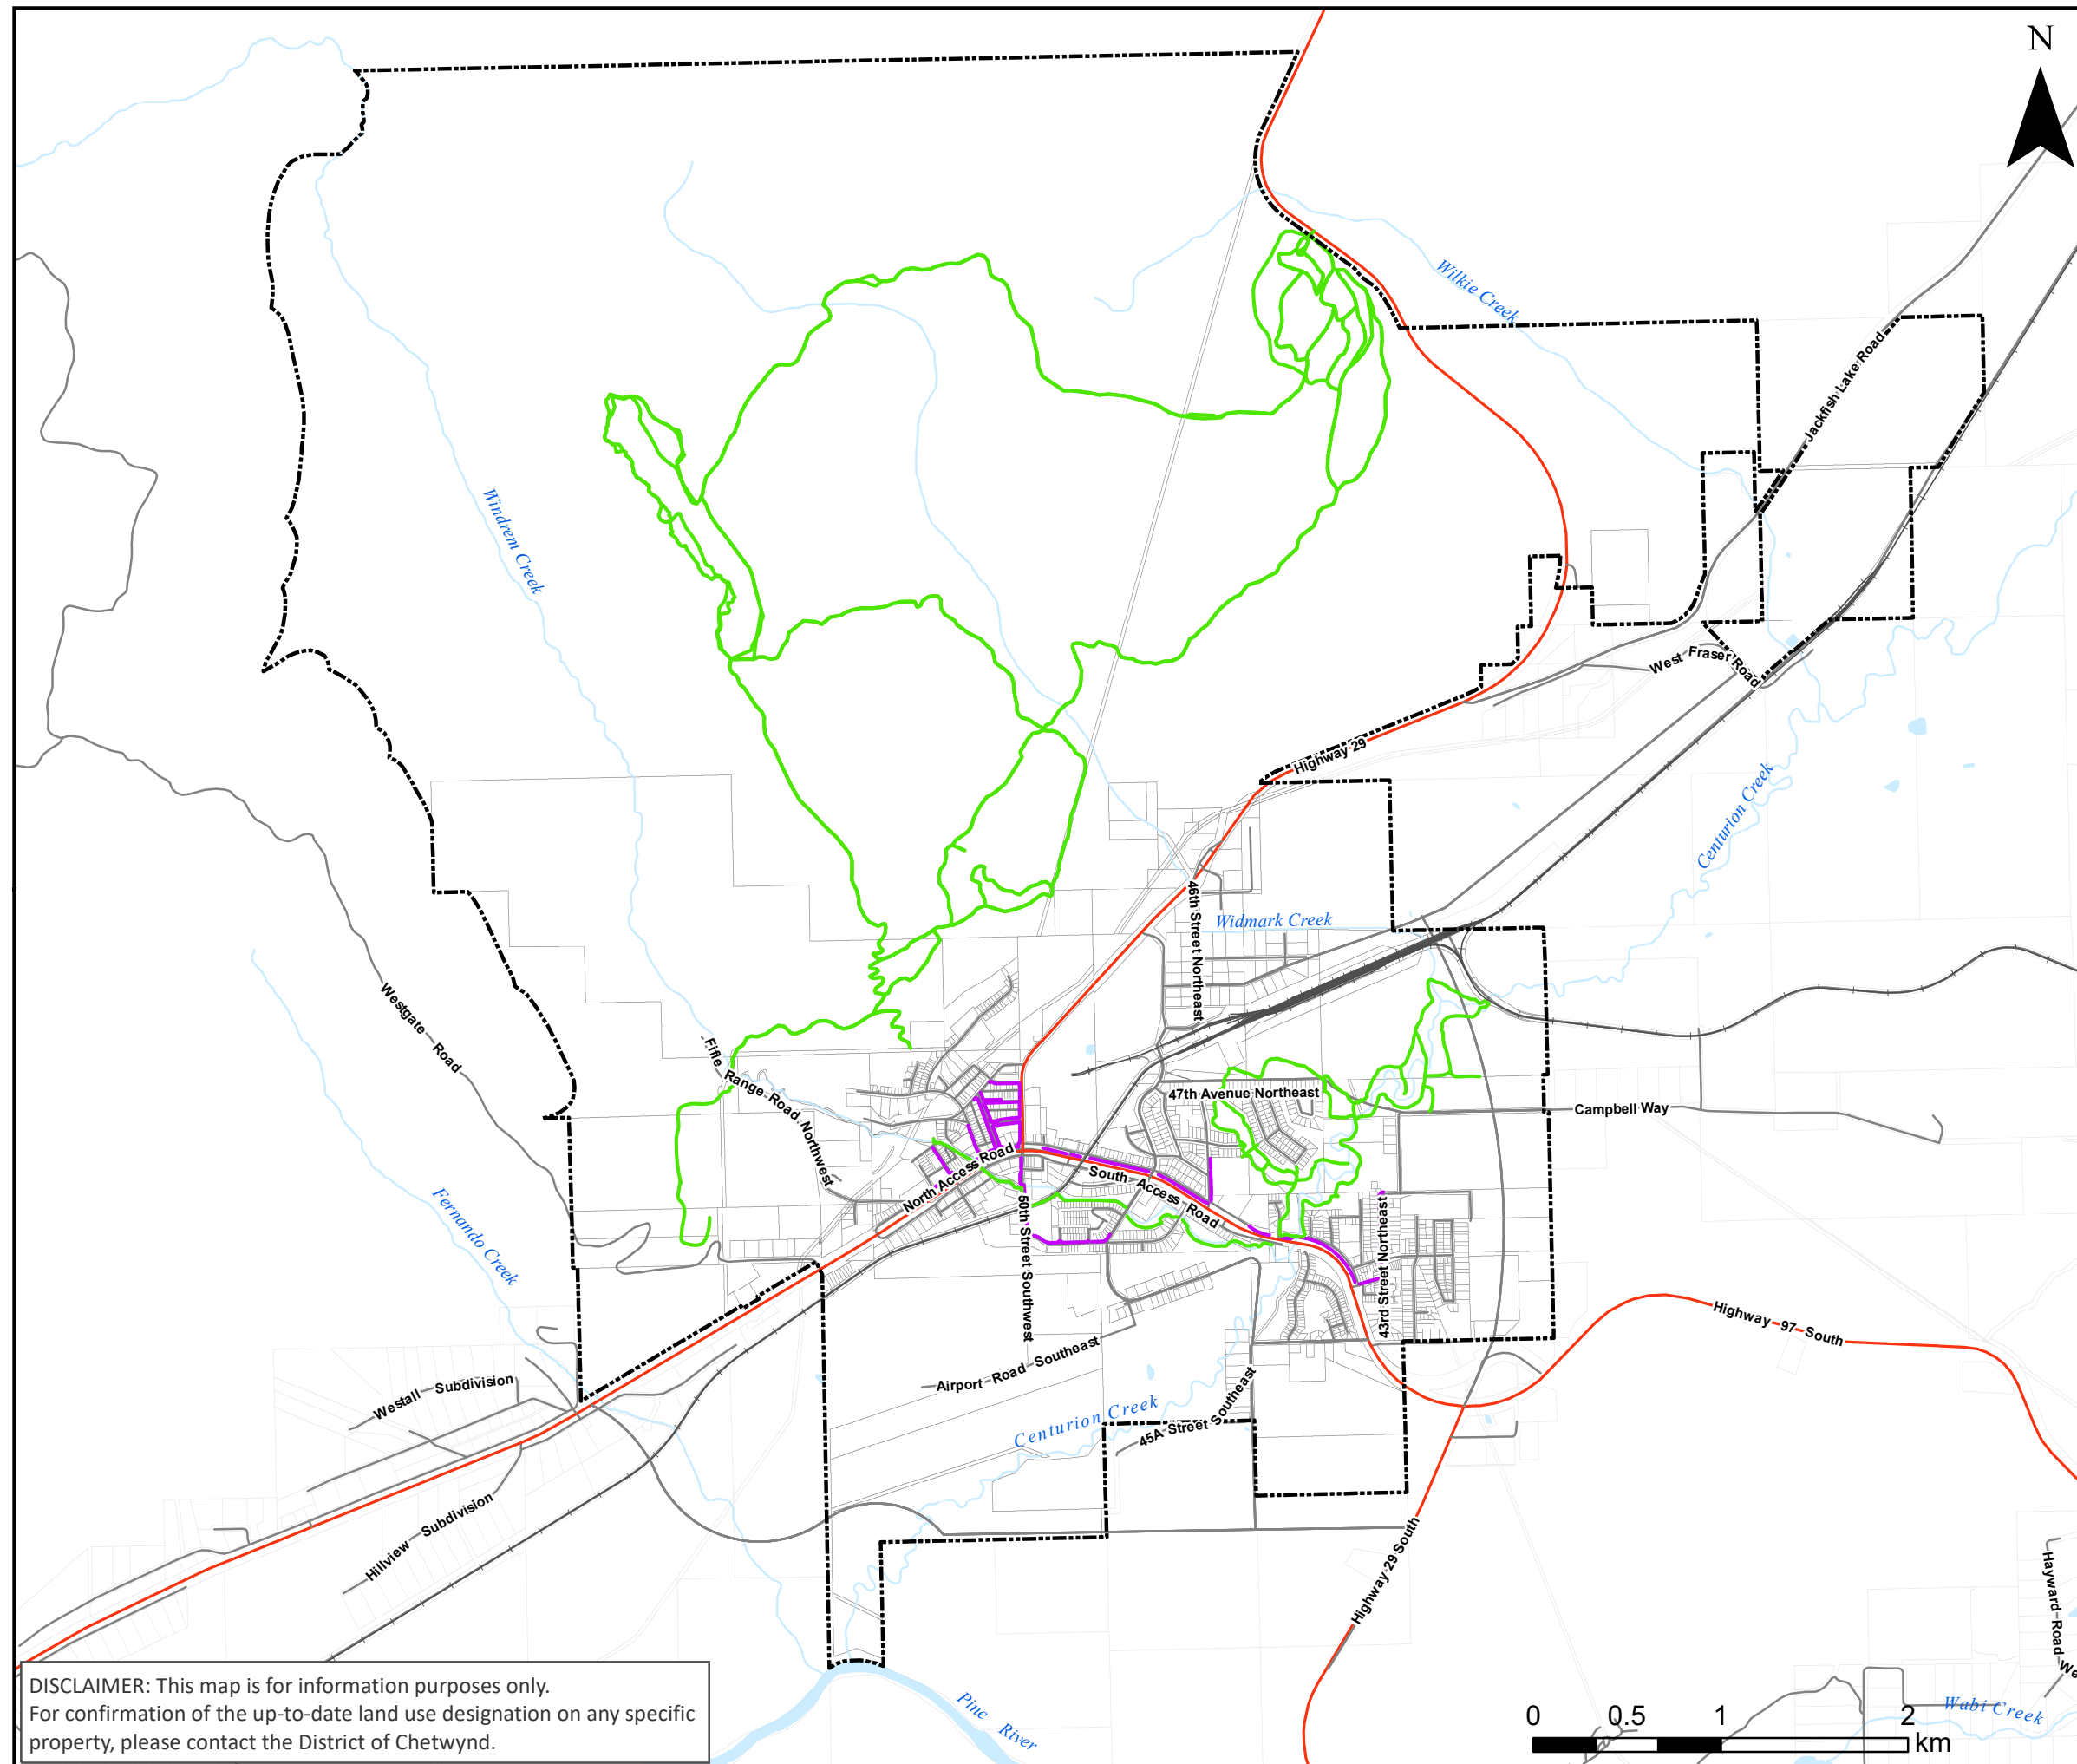 N
Wilkie Creek
Jackfish Lake Road
Windrem Creek
West Fraser Road
Highway 29
Centurion Creek
46th Street Northeast
Widmark Creek
Westgate Road
Fifle Range Road Northwest
47th Avenue Northeast
Campbell Way
North Access Road
South Access Road
Fernando Creek
50th Street Southwest
43rd Street Northeast
Highway 97 South
Airport Road Southeast
Westall Subdivision
45A Street Southeast
Centurion Creek
Hillview Subdivision
Highway 29 South
Hayward Road
We
Pine River
Wabi Creek
DISCLAIMER: This map is for information purposes only.
For confirmation of the up-to-date land use designation on any specific
property, please contact the District of Chetwynd.
0 0.5 1 2
km